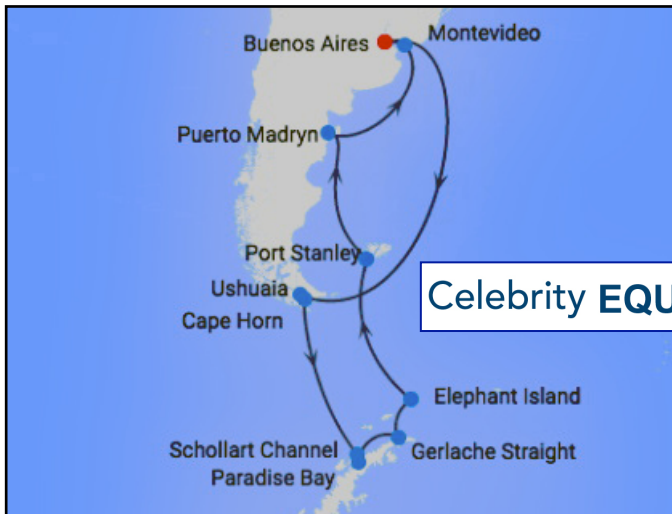 Buenos Aires
Montevideo
Puerto Madryn
Port Stanley
Ushuaia
Cape Horn
Celebrity EQU
Elephant Island
Schollart Channel
Gerlache Straight
Paradise Bay